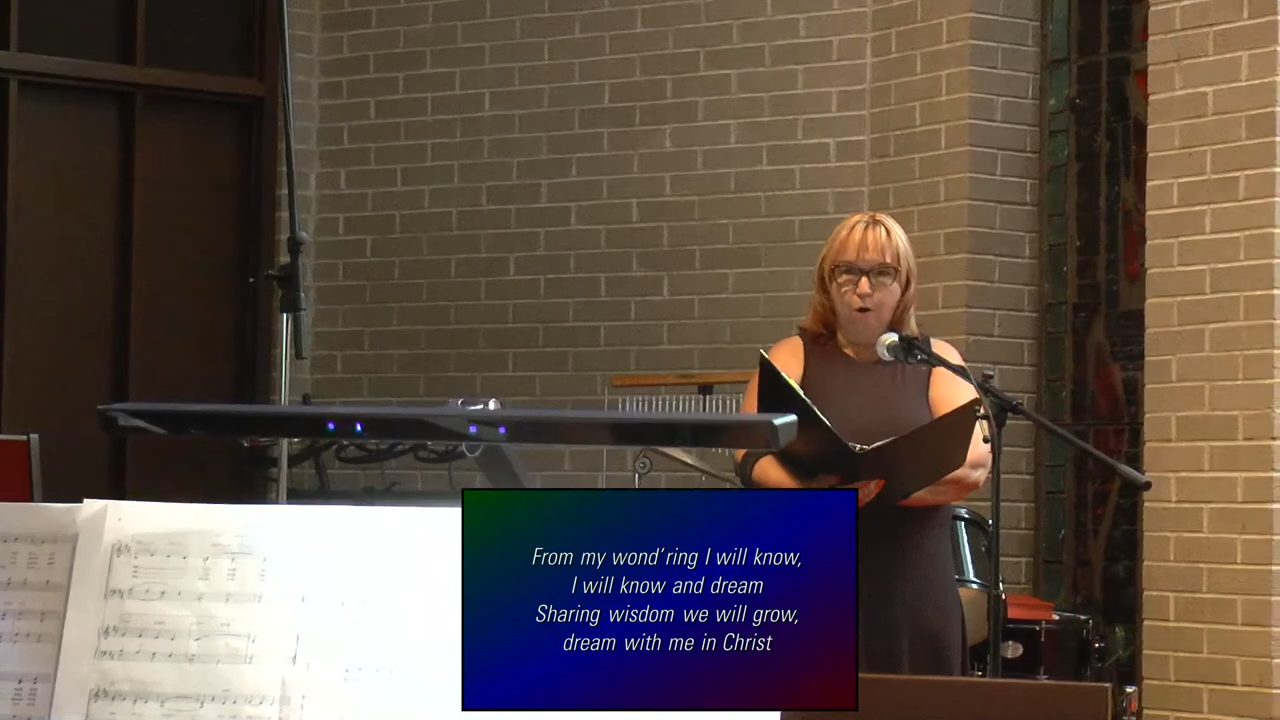 From my wond'ring I will know,
I will know and dream
Sharing wisdom we will grow,
dream with me in Christ